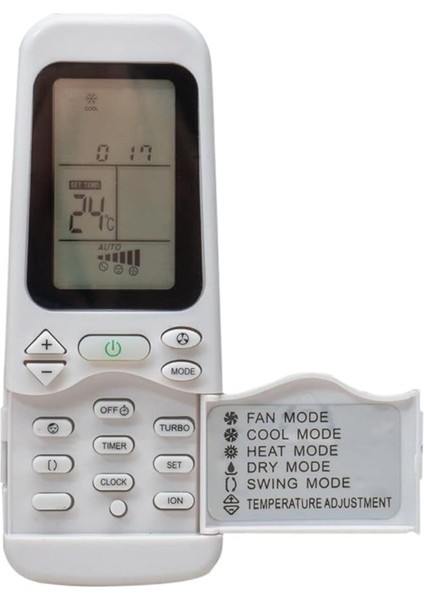 COOL
0 17
SET TEMP.
24°C
AUTO
+
-
MODE
OFF
TURBO
TIMER
( )
SET
CLOCK
ION
FAN MODE
COOL MODE
HEAT MODE
DRY MODE
( ) SWING MODE
TEMPERATURE ADJUSTMENT